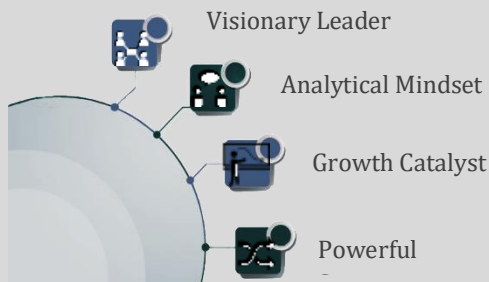 Visionary Leader
Analytical Mindset
Growth Catalyst
Powerful